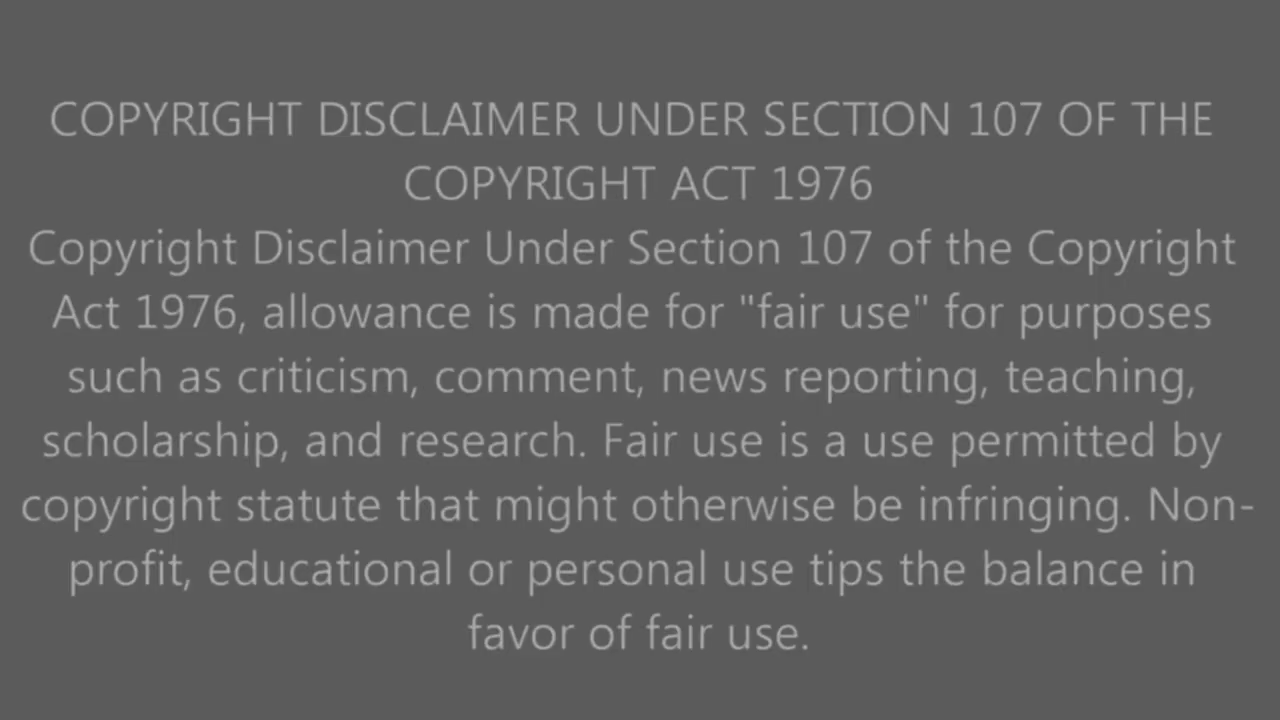 COPYRIGHT DISCLAIMER UNDER SECTION 107 OF THE
COPYRIGHT ACT 1976
Copyright Disclaimer Under Section 107 of the Copyright
Act 1976, allowance is made for "fair use" for purposes
such as criticism, comment, news reporting, teaching,
scholarship, and research. Fair use is a use permitted by
copyright statute that might otherwise be infringing. Non-
profit, educational or personal use tips the balance in
favor of fair use.